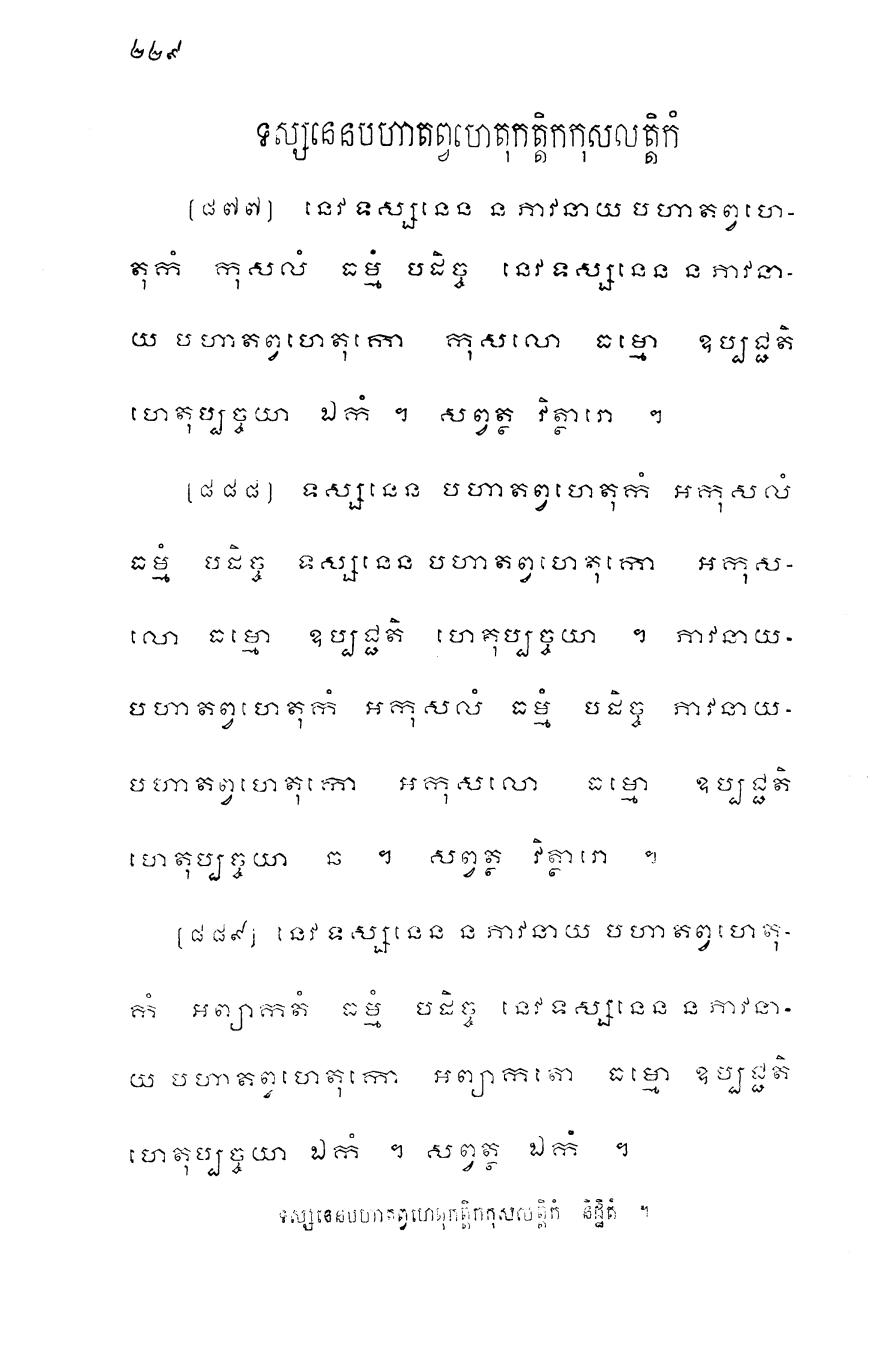 ២២៩
ទស្សនេនបហាតព្វហេតុកត្តិកកុសលត្តិកំ
[៨៧៧] នេវទស្សនេន ន ភាវនាយ បហាតព្វហេ-
តុកំ កុសលំ ធម្មំ បដិច្ច នេវទស្សនេន ន ភាវនា-
យ បហាតព្វហេតុកោ កុសលោ ធម្មោ ឧប្បជ្ជតិ
ហេតុប្បច្ចយា ឯកំ ។ សព្វត្ថ វិត្ថារោ ។
[៨៨៨] ទស្សនេន បហាតព្វហេតុកំ អកុសលំ
ធម្មំ បដិច្ច ទស្សនេន បហាតព្វហេតុកោ អកុស-
លោ ធម្មោ ឧប្បជ្ជតិ ហេតុប្បច្ចយា ។ ភាវនាយ-
បហាតព្វហេតុកំ អកុសលំ ធម្មំ បដិច្ច ភាវនាយ-
បហាតព្វហេតុកោ អកុសលោ ធម្មោ ឧប្បជ្ជតិ
ហេតុប្បច្ចយា ឆ ។ សព្វត្ថ វិត្ថារោ ។
[៨៨៩] នេវទស្សនេន ន ភាវនាយ បហាតព្វហេតុ-
កំ អព្យាកតំ ធម្មំ បដិច្ច នេវទស្សនេន ន ភាវនា-
យ បហាតព្វហេតុកោ អព្យាកតោ ធម្មោ ឧប្បជ្ជតិ
ហេតុប្បច្ចយា ឯកំ ។ សព្វត្ថ ឯកំ ។
ទស្សនេនបហាតព្វហេតុកត្តិកកុសលត្តិកំ និដ្ឋិតំ ។